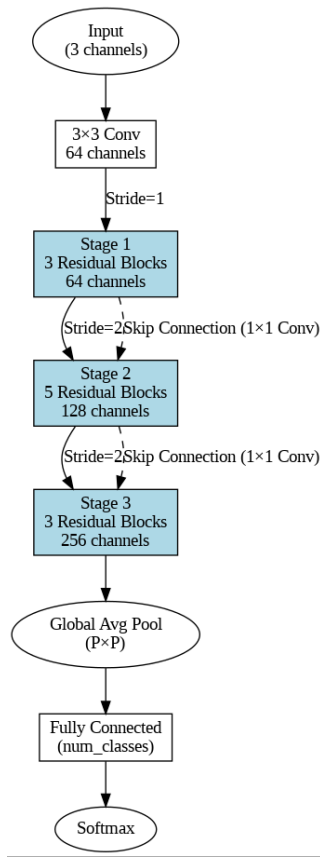 Input
(3 channels)
3×3 Conv
64 channels
Stride=1
Stage 1
3 Residual Blocks
64 channels
Stride=2
Skip Connection (1×1 Conv)
Stage 2
5 Residual Blocks
128 channels
Stride=2
Skip Connection (1×1 Conv)
Stage 3
3 Residual Blocks
256 channels
Global Avg Pool
(P×P)
Fully Connected
(num_classes)
Softmax